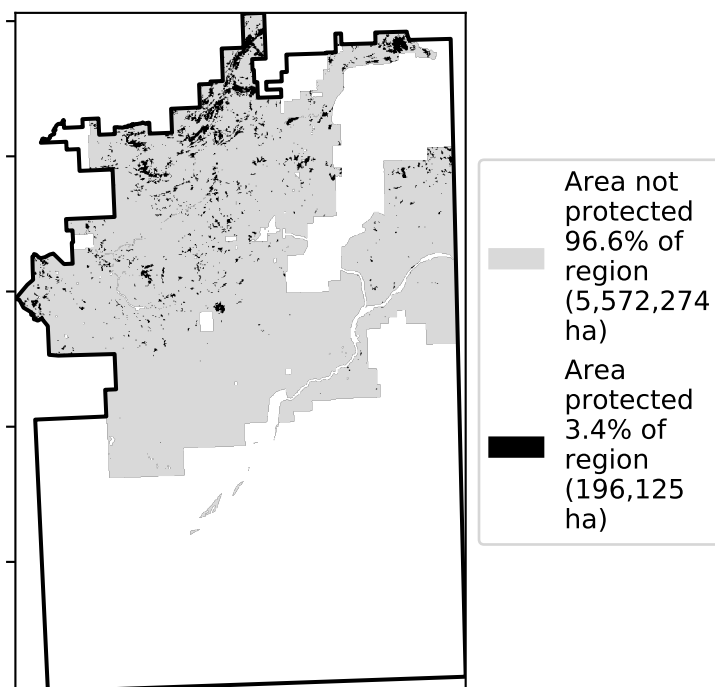 Area not
protected
96.6% of
region
(5,572,274
ha)
Area
protected
3.4% of
region
(196,125
ha)